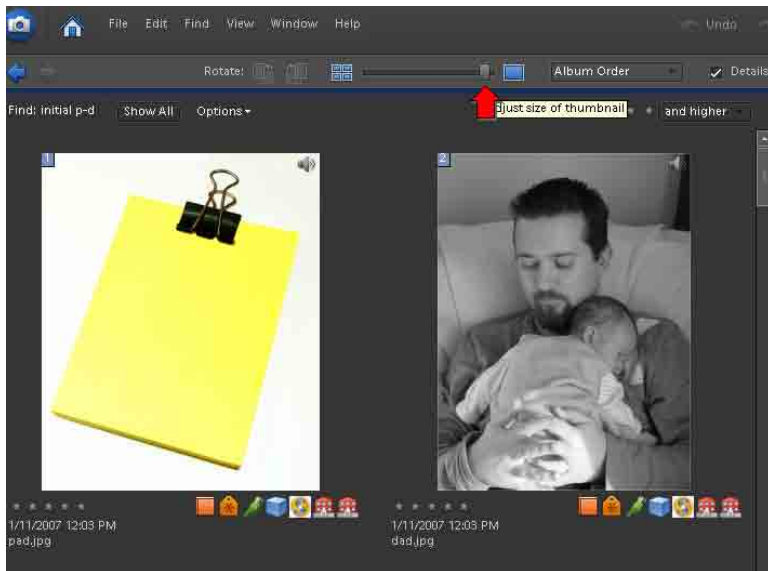 File Edit Find View Window Help Undo
Rotate: Album Order Details
Find: initial p-d Show All Options and higher
djust size of thumbnail
1 2
1/11/2007 12:03 PM 1/11/2007 12:03 PM
pad.jpg dad.jpg